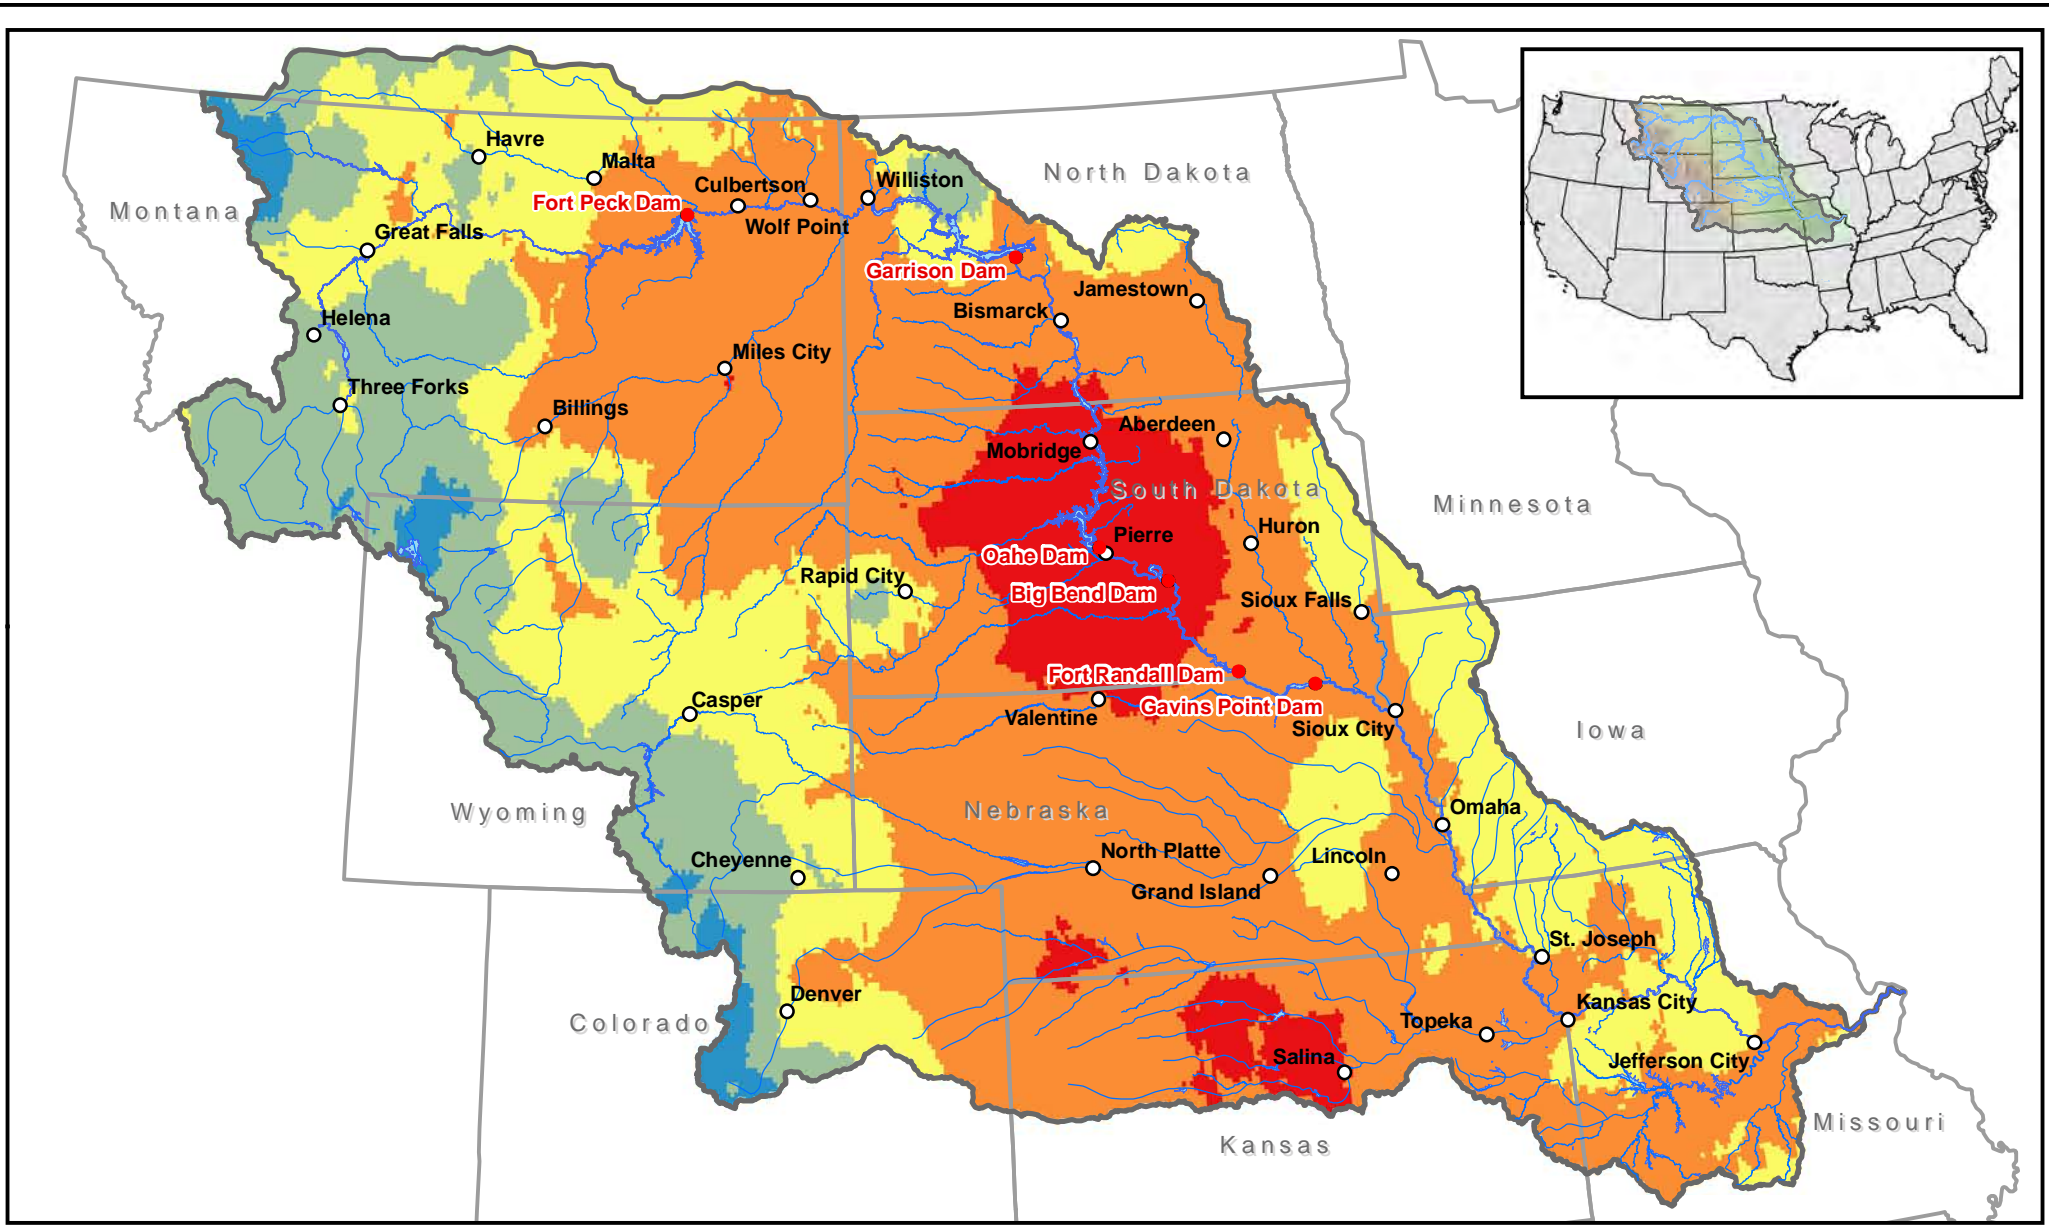 North Dakota
Havre
Malta
Culbertson
Williston
Fort Peck Dam
Montana
Wolf Point
Great Falls
Garrison Dam
Jamestown
Bismarck
Helena
Miles City
Three Forks
Billings
Aberdeen
Mobridge
South Dakota
Minnesota
Huron
Pierre
Oahe Dam
Rapid City
Big Bend Dam
Sioux Falls
Fort Randall Dam
Casper
Gavins Point Dam
Valentine
Sioux City
Iowa
Wyoming
Nebraska
Omaha
North Platte
Lincoln
Cheyenne
Grand Island
St. Joseph
Denver
Kansas City
Colorado
Topeka
Salina
Jefferson City
Missouri
Kansas